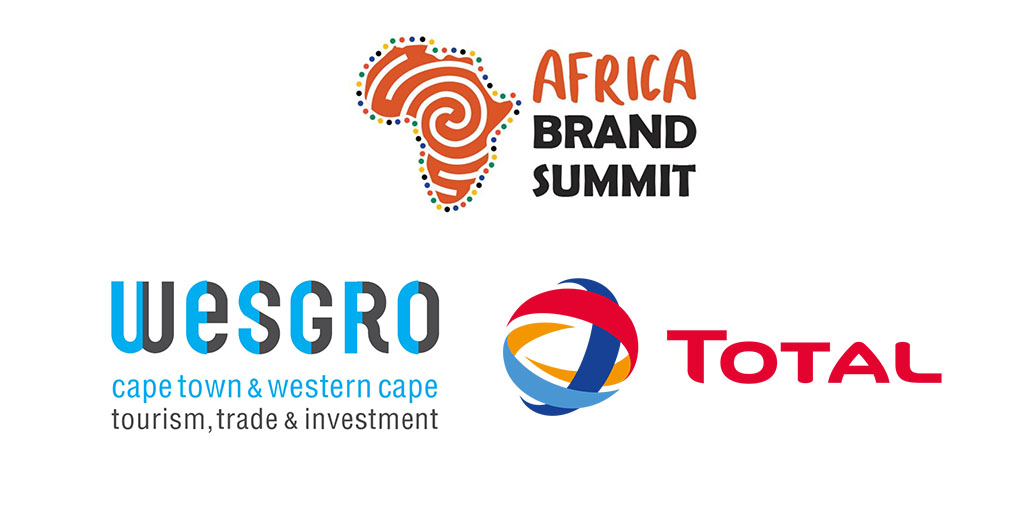 AFRICA
BRAND
SUMMIT
WESGRO
cape town & western cape
tourism, trade & investment
TOTAL